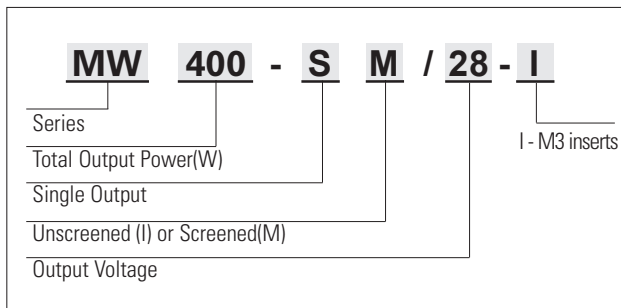 MW 400 - S M / 28 - I
Series
I - M3 inserts
Total Output Power(W)
Single Output
Unscreened (I) or Screened(M)
Output Voltage